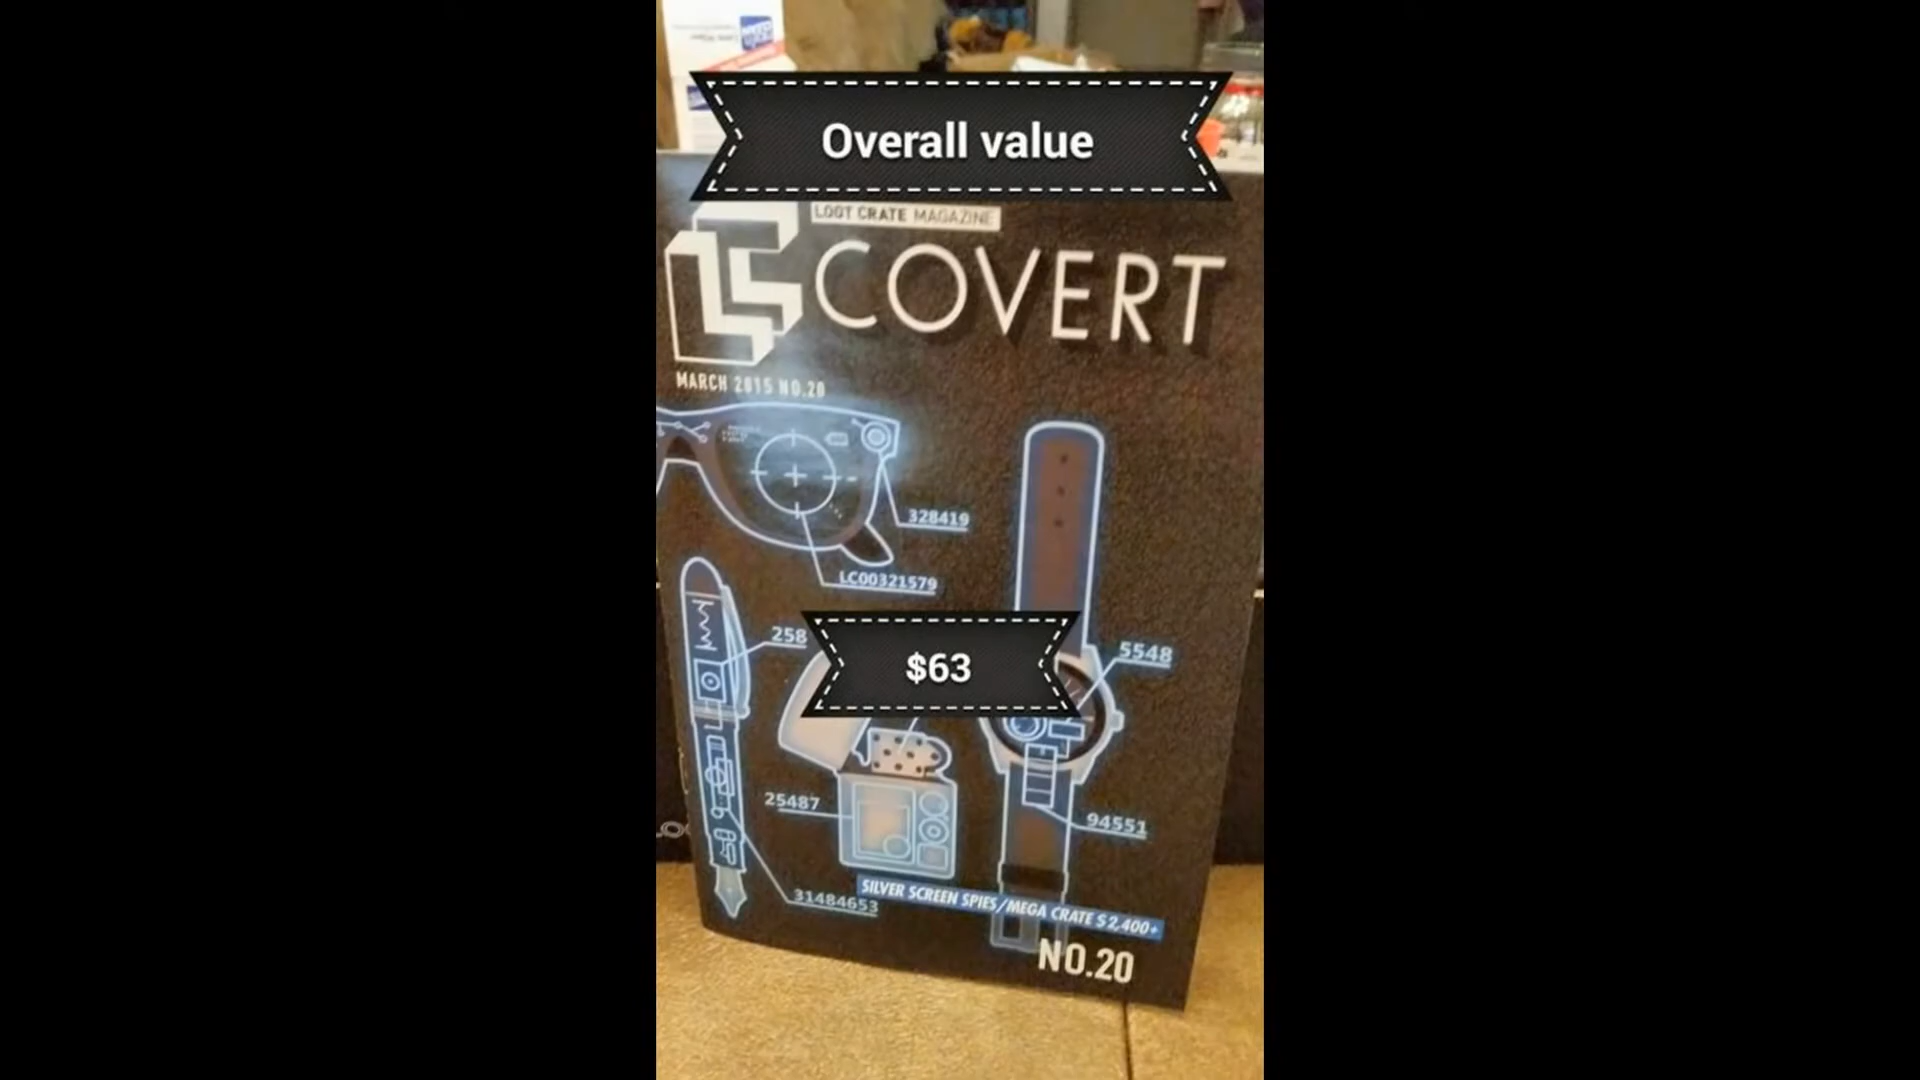 Overall value
LOOT CRATE MAGAZINE
COVERT
MARCH 2015 NO.20
328419
LC00321579
258
5548
$63
25487
94551
31484653
SILVER SCREEN SPIES/MEGA CRATE $2,400+
NO.20